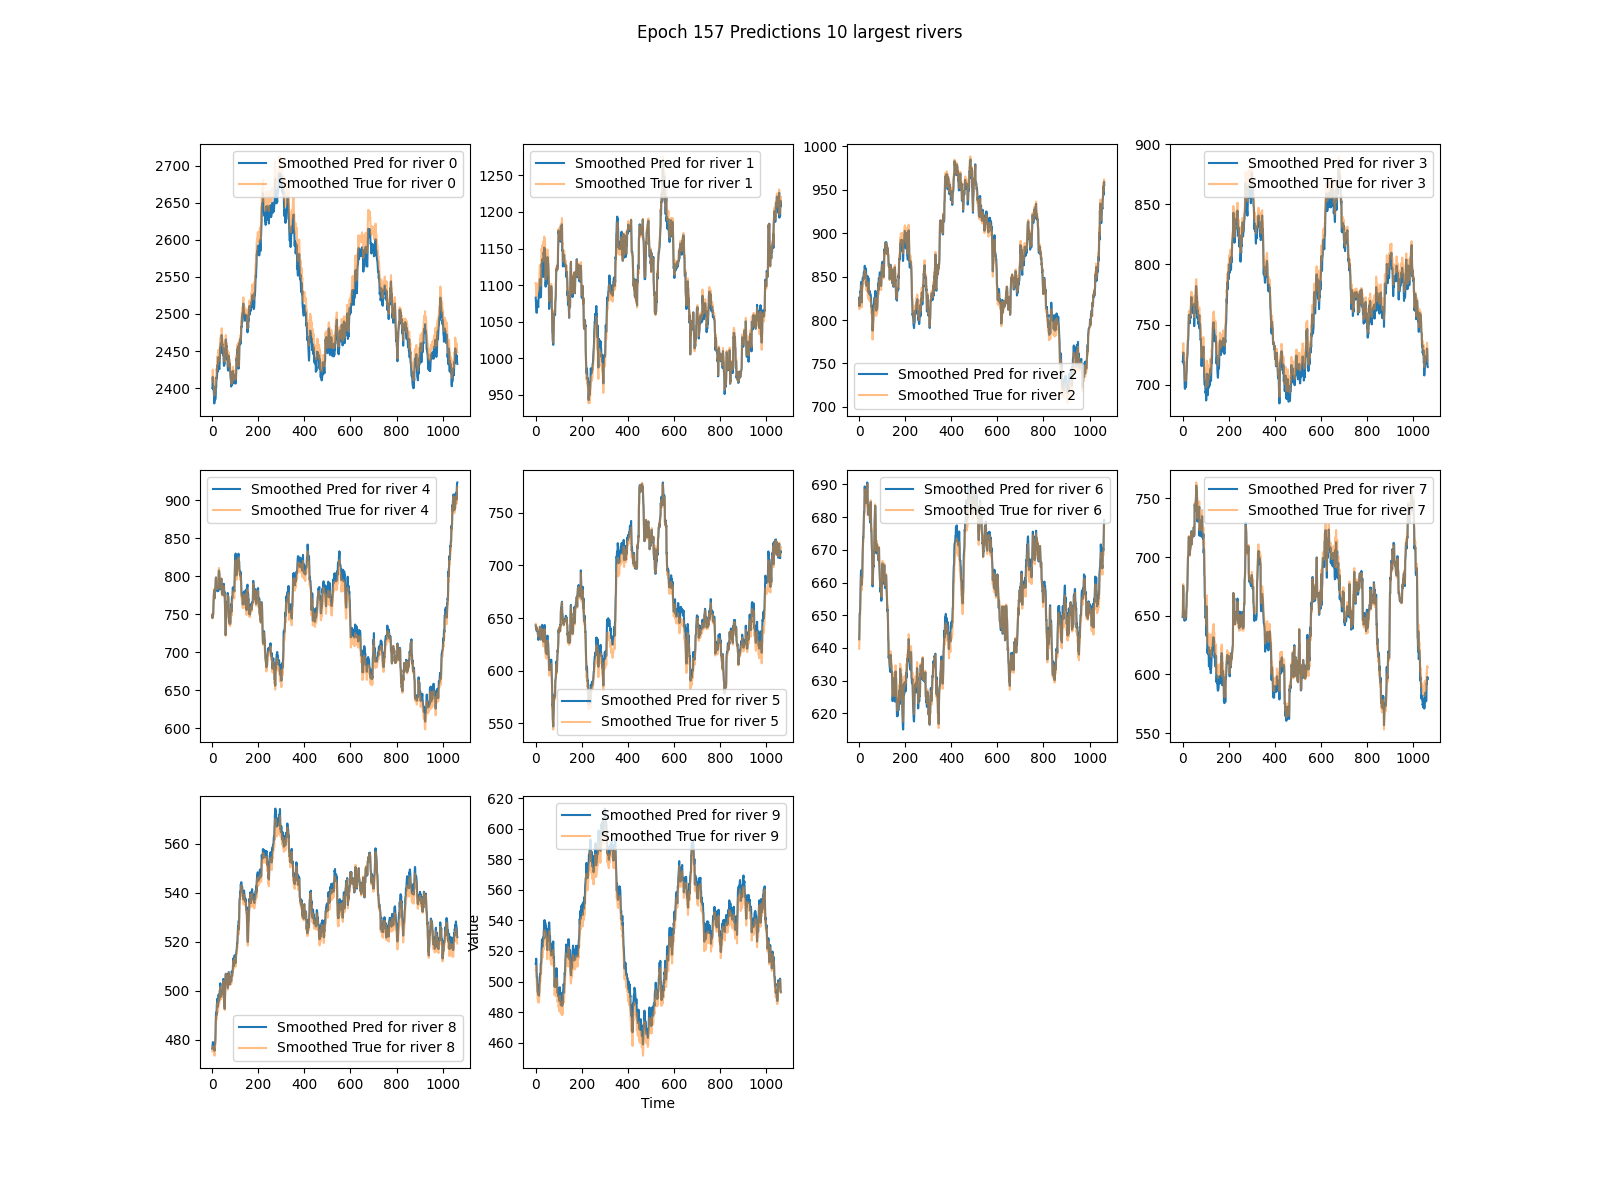 Epoch 157 Predictions 10 largest rivers
Smoothed Pred for river 0
Smoothed True for river 0
2700
2650
2600
2550
2500
2450
2400
0 200 400 600 800 1000
Smoothed Pred for river 1
Smoothed True for river 1
1250
1200
1150
1100
1050
1000
950
0 200 400 600 800 1000
1000
950
900
850
800
750
700
Smoothed Pred for river 2
Smoothed True for river 2
0 200 400 600 800 1000
900
850
800
750
700
Smoothed Pred for river 3
Smoothed True for river 3
0 200 400 600 800 1000
Smoothed Pred for river 4
Smoothed True for river 4
900
850
800
750
700
650
600
0 200 400 600 800 1000
750
700
650
600
550
Smoothed Pred for river 5
Smoothed True for river 5
0 200 400 600 800 1000
Smoothed Pred for river 6
Smoothed True for river 6
690
680
670
660
650
640
630
620
0 200 400 600 800 1000
Smoothed Pred for river 7
Smoothed True for river 7
750
700
650
600
550
0 200 400 600 800 1000
560
540
520
500
480
Smoothed Pred for river 8
Smoothed True for river 8
0 200 400 600 800 1000
Value
620
600
580
560
540
520
500
480
460
Smoothed Pred for river 9
Smoothed True for river 9
0 200 400 600 800 1000
Time